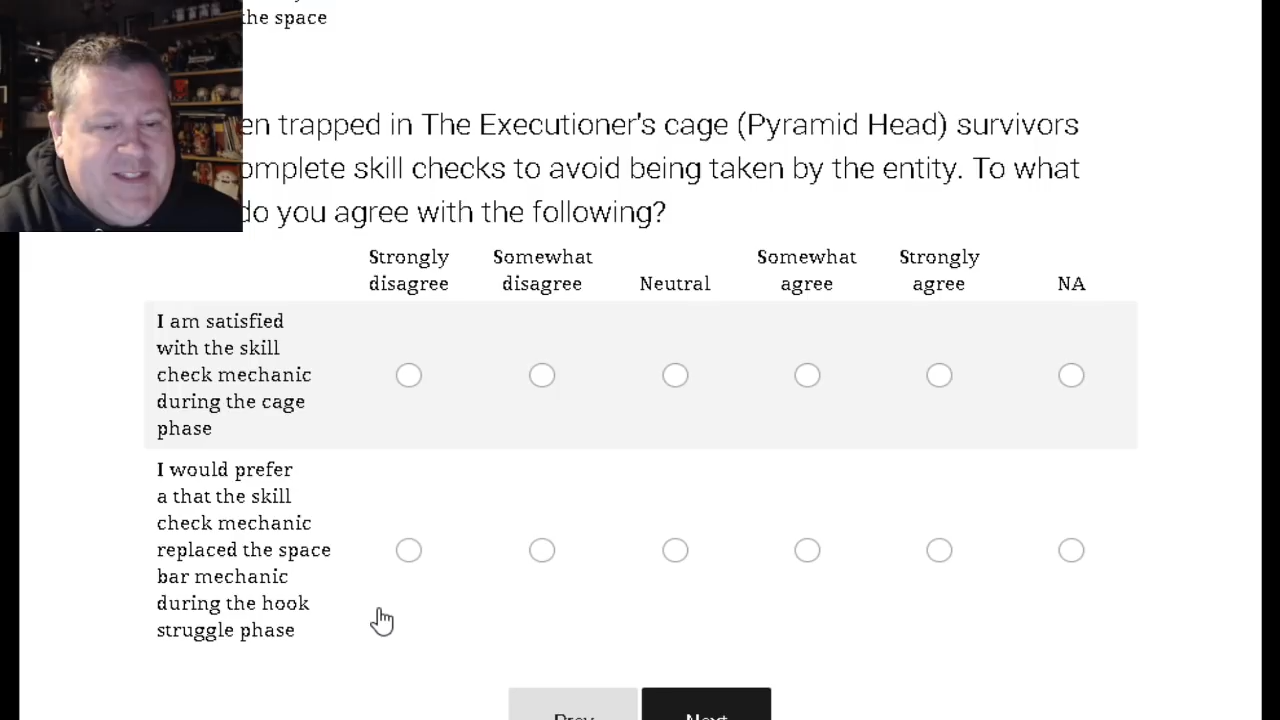 the space
en trapped in The Executioner's cage (Pyramid Head) survivors
omplete skill checks to avoid being taken by the entity. To what
do you agree with the following?
Strongly disagree
Somewhat disagree
Neutral
Somewhat agree
Strongly agree
NA
I am satisfied
with the skill
check mechanic
during the cage
phase
I would prefer
a that the skill
check mechanic
replaced the space
bar mechanic
during the hook
struggle phase
Prev
Next